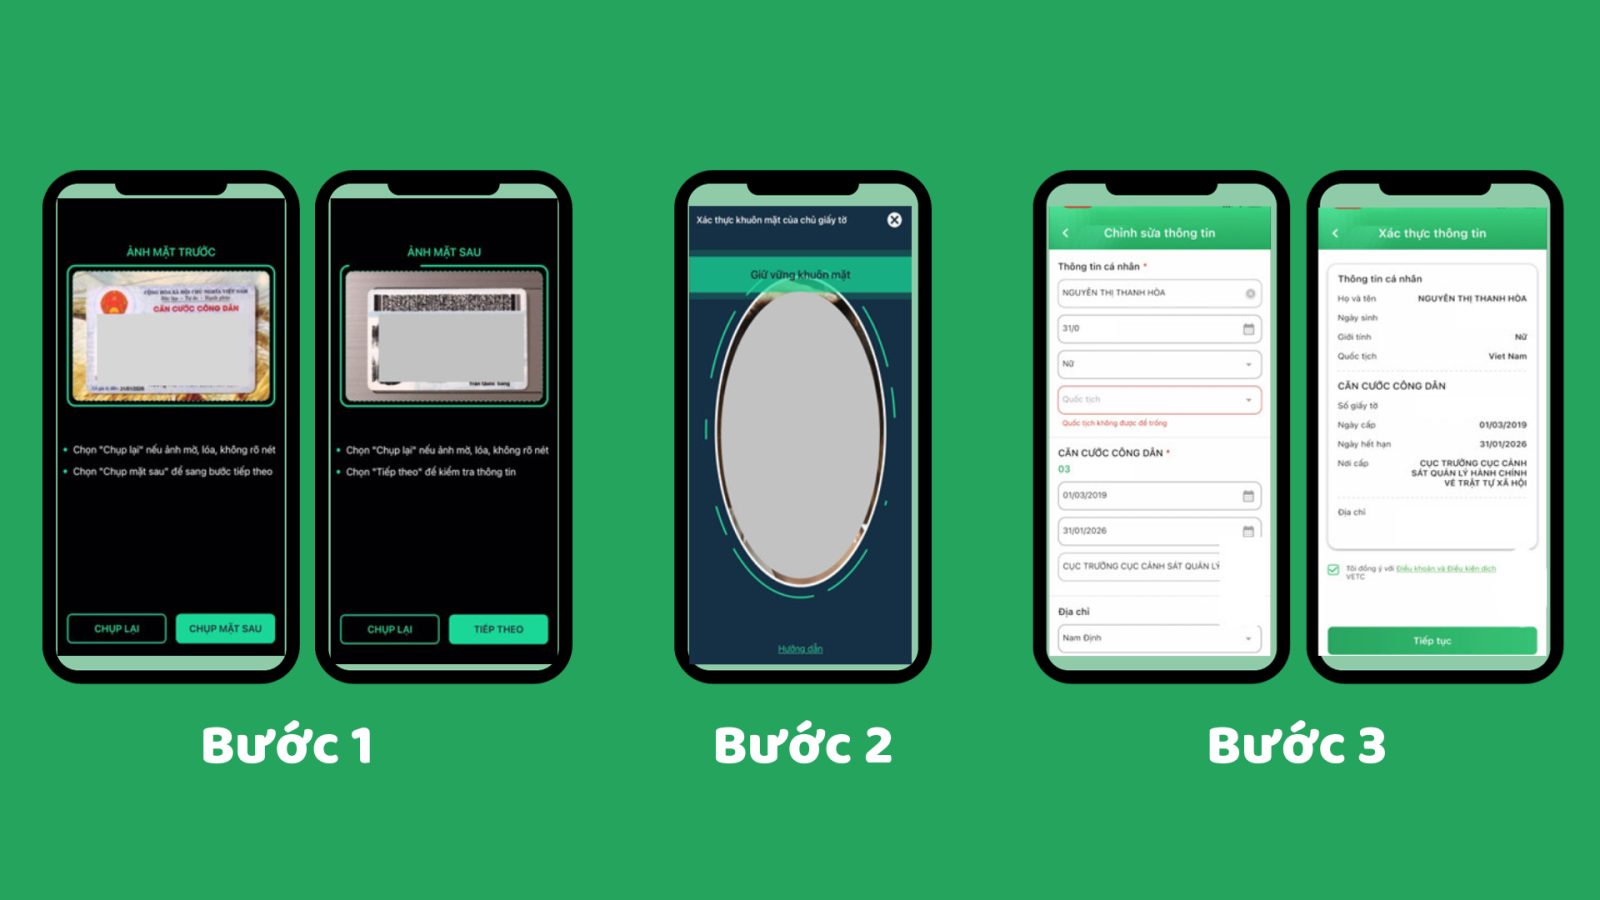 ẢNH MẶT TRƯỚC
CỘNG HÒA XÃ HỘI CHỦ NGHĨA VIỆT NAM
Độc lập - Tự do - Hạnh phúc
CĂN CƯỚC CÔNG DÂN
Chọn "Chụp lại" nếu ảnh mờ, lóa, không rõ nét
Chọn "Chụp mặt sau" để sang bước tiếp theo
CHỤP LẠI
CHỤP MẶT SAU
ẢNH MẶT SAU
Trần Quốc
Chọn "Chụp lại" nếu ảnh mờ, lóa, không rõ nét
Chọn "Tiếp theo" để kiểm tra thông tin
CHỤP LẠI
TIẾP THEO
Bước 1
Xác thực khuôn mặt của chủ giấy tờ
Giữ vững khuôn mặt
Hướng dẫn
Bước 2
Chỉnh sửa thông tin
Thông tin cá nhân *
NGUYỄN THỊ THANH HÒA
31/0
Nữ
Quốc tịch
Quốc tịch không được để trống
CĂN CƯỚC CÔNG DÂN *
03
01/03/2019
31/01/2026
CỤC TRƯỞNG CỤC CẢNH SÁT QUẢN LÝ
Địa chỉ
Nam Định
Xác thực thông tin
Thông tin cá nhân
Họ và tên NGUYỄN THỊ THANH HÒA
Ngày sinh
Giới tính Nữ
Quốc tịch Viet Nam
CĂN CƯỚC CÔNG DÂN
Số giấy tờ
Ngày cấp 01/03/2019
Ngày hết hạn 31/01/2026
Nơi cấp CỤC TRƯỞNG CỤC CẢNH
SÁT QUẢN LÝ HÀNH CHÍNH
VỀ TRẬT TỰ XÃ HỘI
Địa chỉ
Tôi đồng ý với Điều khoản và Điều kiện dịch
VETC
Tiếp tục
Bước 3